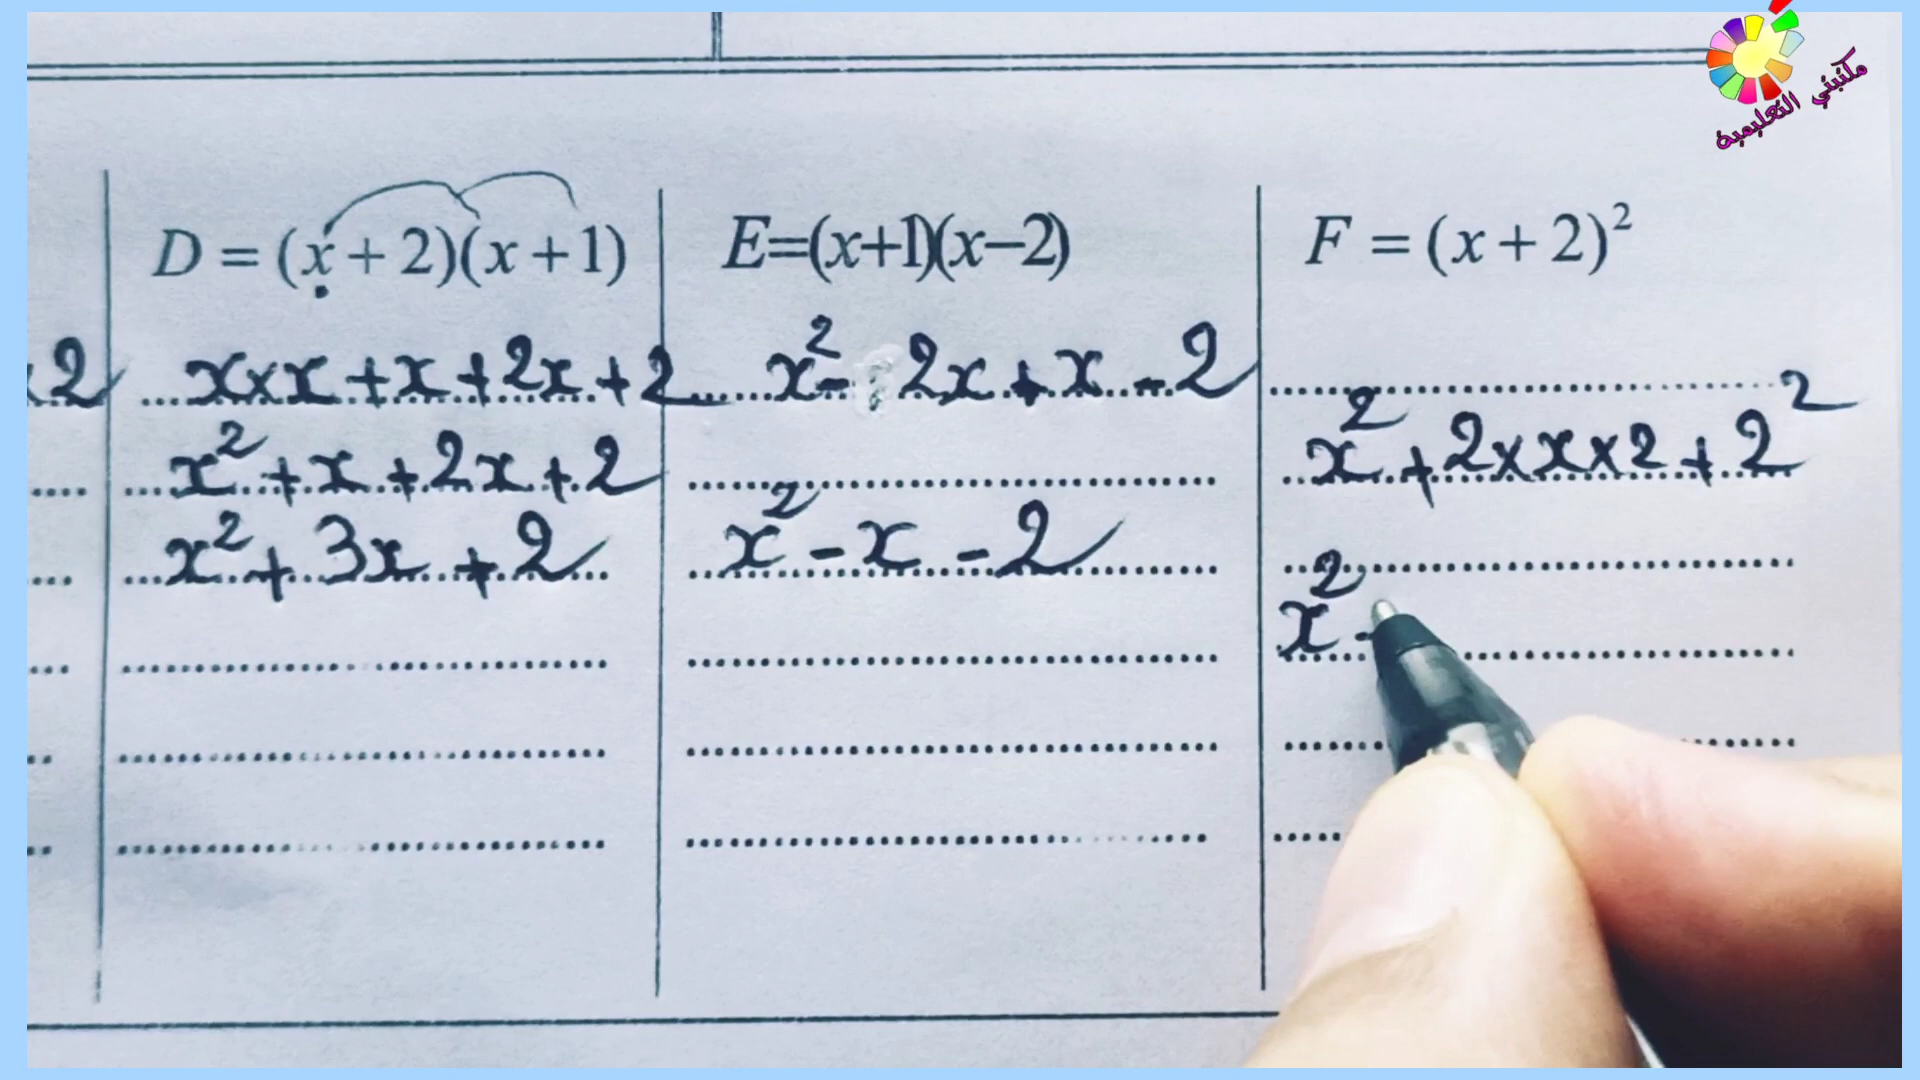 مكتبتي التعليمية
D = (x + 2)(x + 1)
x×x + x + 2x + 2
x² + x + 2x + 2
x² + 3x + 2
E=(x+1)(x−2)
x² - 2x + x - 2
x² - x - 2
F = (x + 2)²
x² + 2×x×2 + 2²
x² -
×2